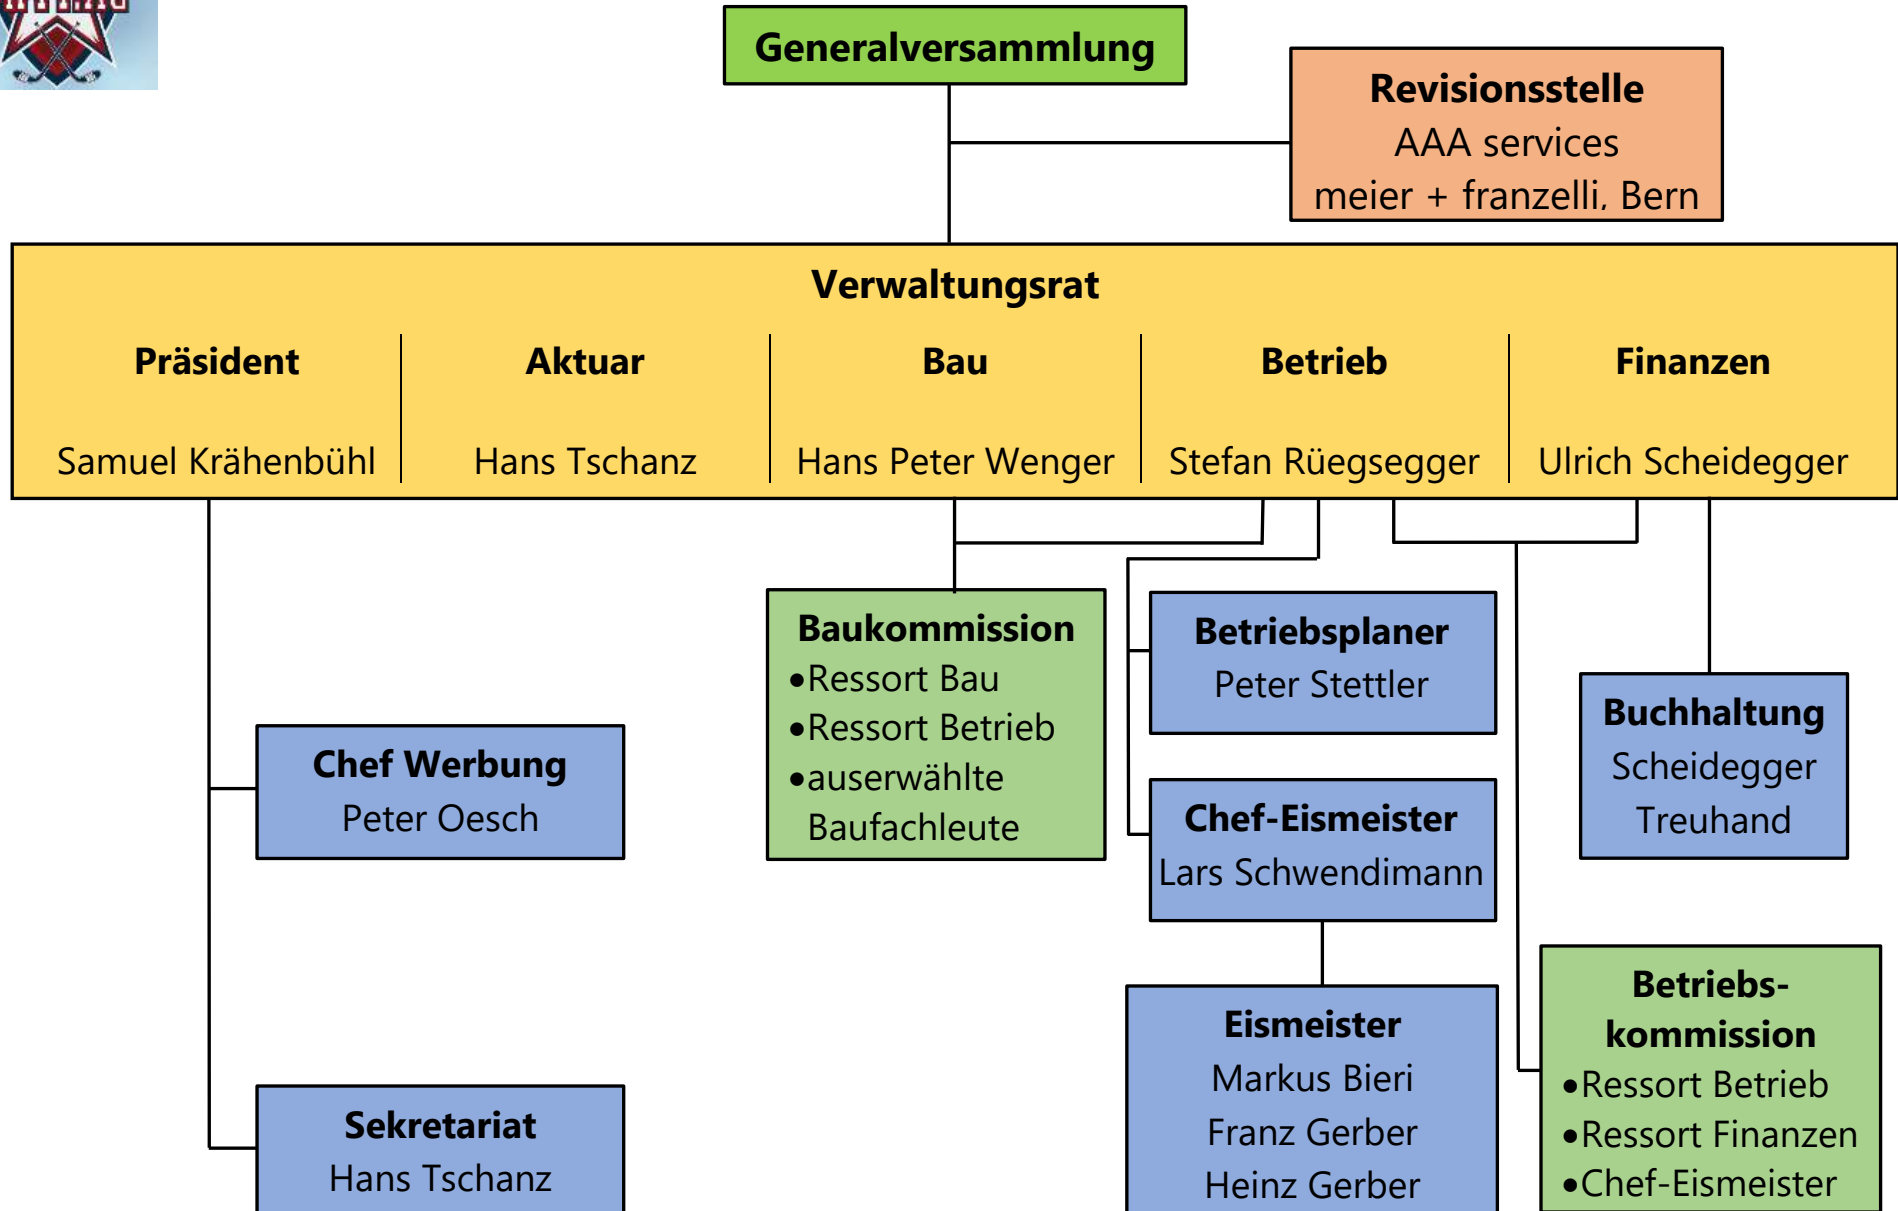 Generalversammlung
Revisionsstelle
AAA services
meier + franzelli, Bern
Verwaltungsrat
Präsident
Aktuar
Bau
Betrieb
Finanzen
Samuel Krähenbühl
Hans Tschanz
Hans Peter Wenger
Stefan Rüegsegger
Ulrich Scheidegger
Baukommission
•Ressort Bau
•Ressort Betrieb
•auserwählte
Baufachleute
Betriebsplaner
Peter Stettler
Buchhaltung
Scheidegger
Treuhand
Chef Werbung
Peter Oesch
Chef-Eismeister
Lars Schwendimann
Eismeister
Markus Bieri
Franz Gerber
Heinz Gerber
Betriebs-
kommission
•Ressort Betrieb
•Ressort Finanzen
•Chef-Eismeister
Sekretariat
Hans Tschanz